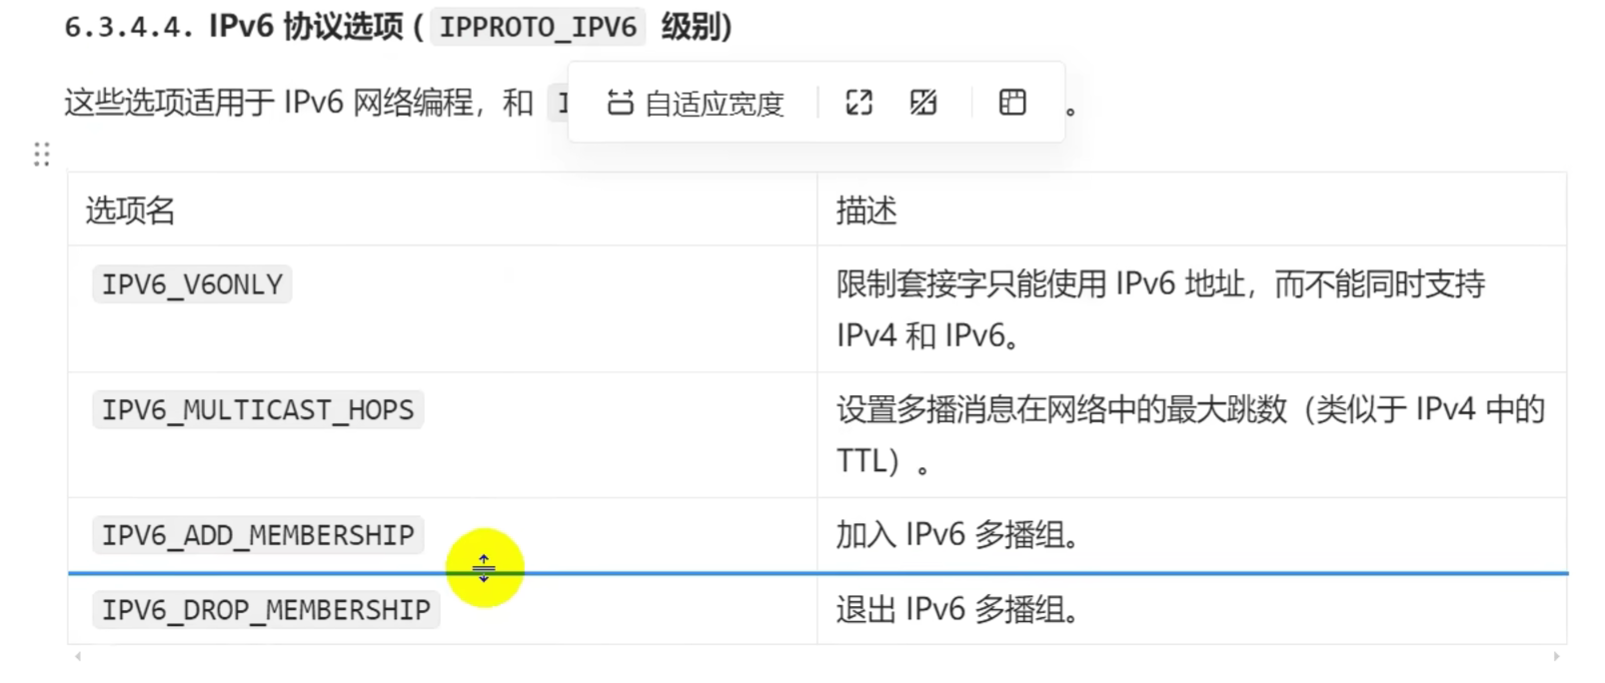 6.3.4.4. IPv6 协议选项 ( IPPROTO_IPV6 级别)
这些选项适用于 IPv6 网络编程，和
自适应宽度
。
选项名
描述
IPV6_V6ONLY
限制套接字只能使用 IPv6 地址，而不能同时支持
IPv4 和 IPv6。
IPV6_MULTICAST_HOPS
设置多播消息在网络中的最大跳数（类似于 IPv4 中的
TTL）。
IPV6_ADD_MEMBERSHIP
加入 IPv6 多播组。
IPV6_DROP_MEMBERSHIP
退出 IPv6 多播组。